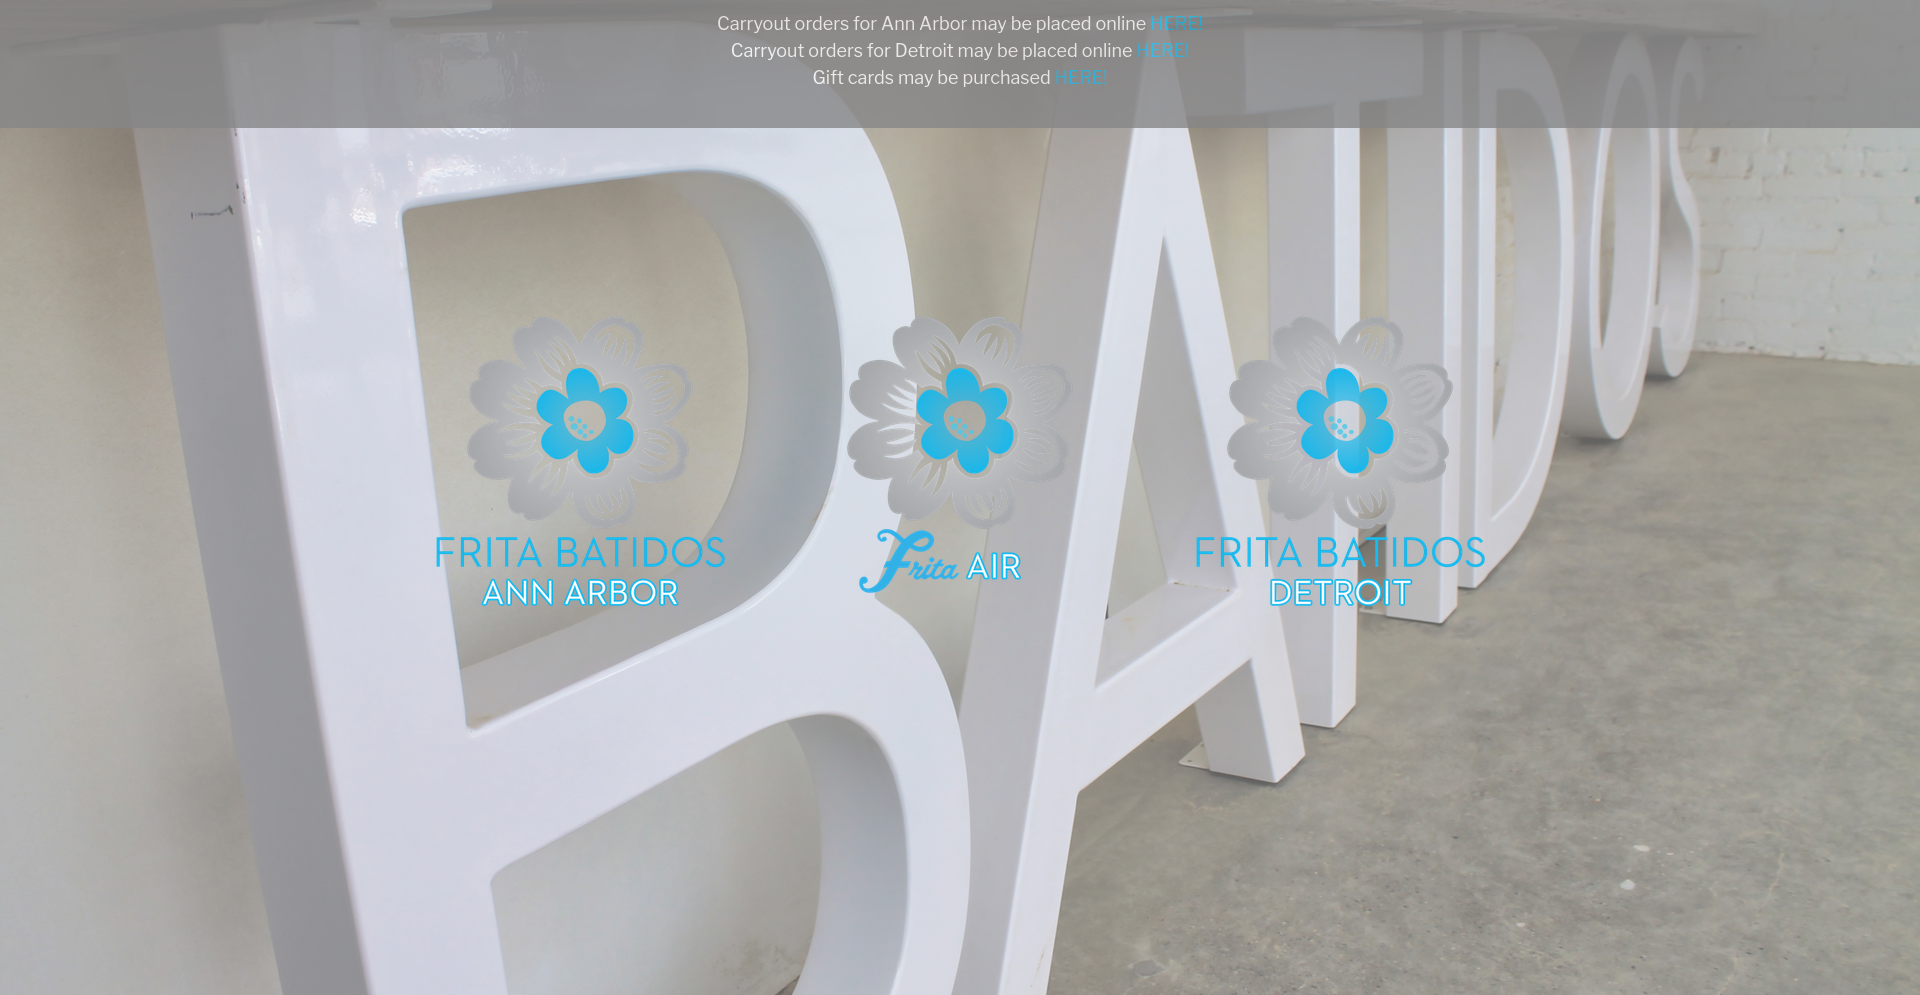 Carryout orders for Ann Arbor may be placed online HERE!
Carryout orders for Detroit may be placed online HERE!
Gift cards may be purchased HERE!
BATIDOS
FRITA BATIDOS
ANN ARBOR
Frita AIR
FRITA BATIDOS
DETROIT